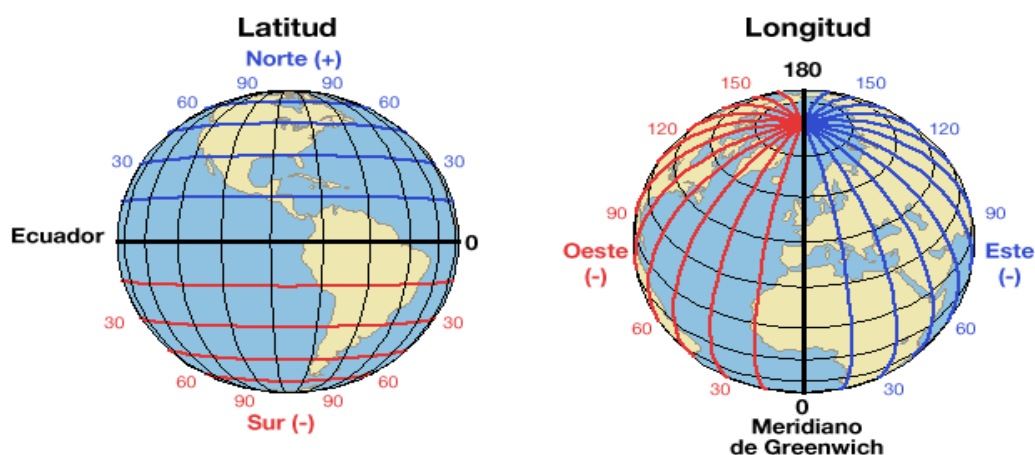 Latitud
Norte (+)
90 90
60 60
30 30
Ecuador 0
30 30
60 60
90 90
Sur (-)
Longitud
180
150 150
120 120
90 90
Oeste Este
(-) (-)
60 60
30 30
0
Meridiano
de Greenwich